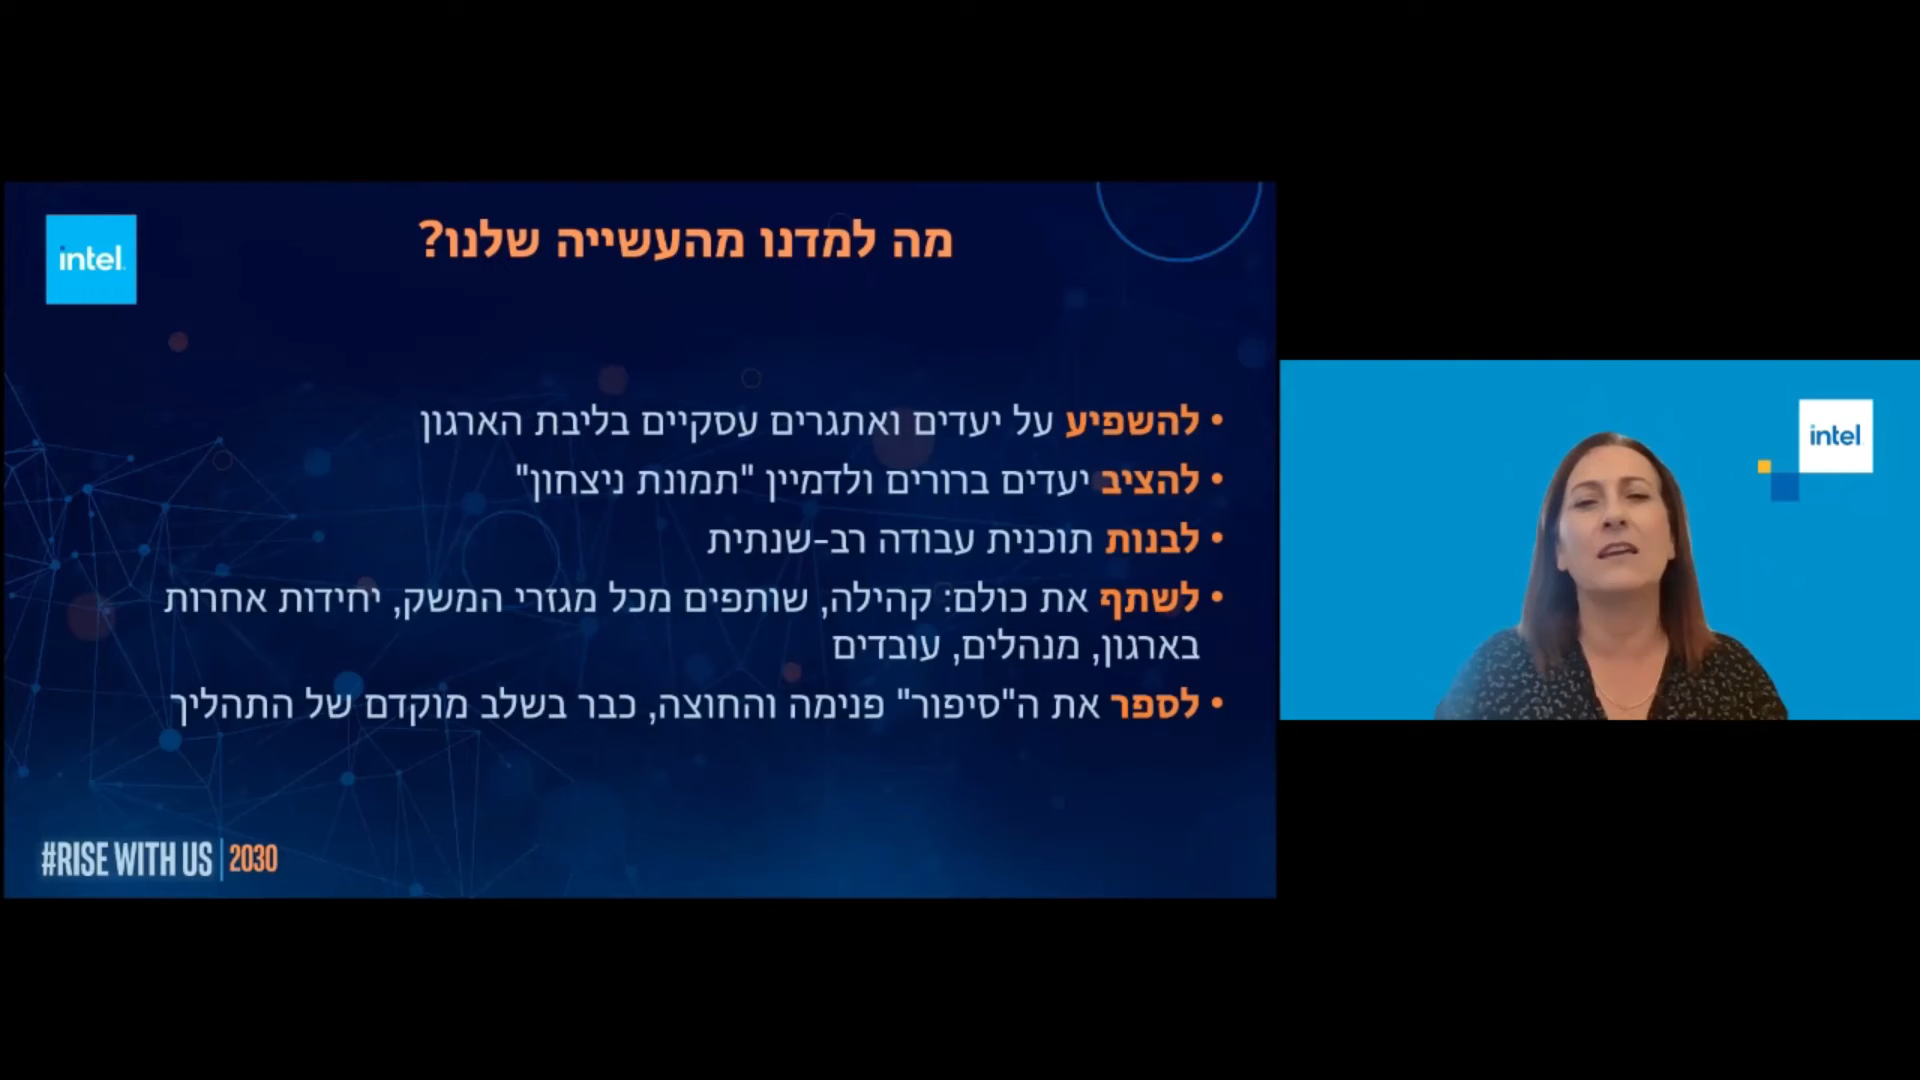 intel.
מה למדנו מהעשייה שלנו?
• להשפיע על יעדים ואתגרים עסקיים בליבת הארגון
• להציב יעדים ברורים ולדמיין "תמונת ניצחון"
• לבנות תוכנית עבודה רב-שנתית
• לשתף את כולם: קהילה, שותפים מכל מגזרי המשק, יחידות אחרות
בארגון, מנהלים, עובדים
• לספר את ה"סיפור" פנימה והחוצה, כבר בשלב מוקדם של התהליך
#RISE WITH US | 2030
intel